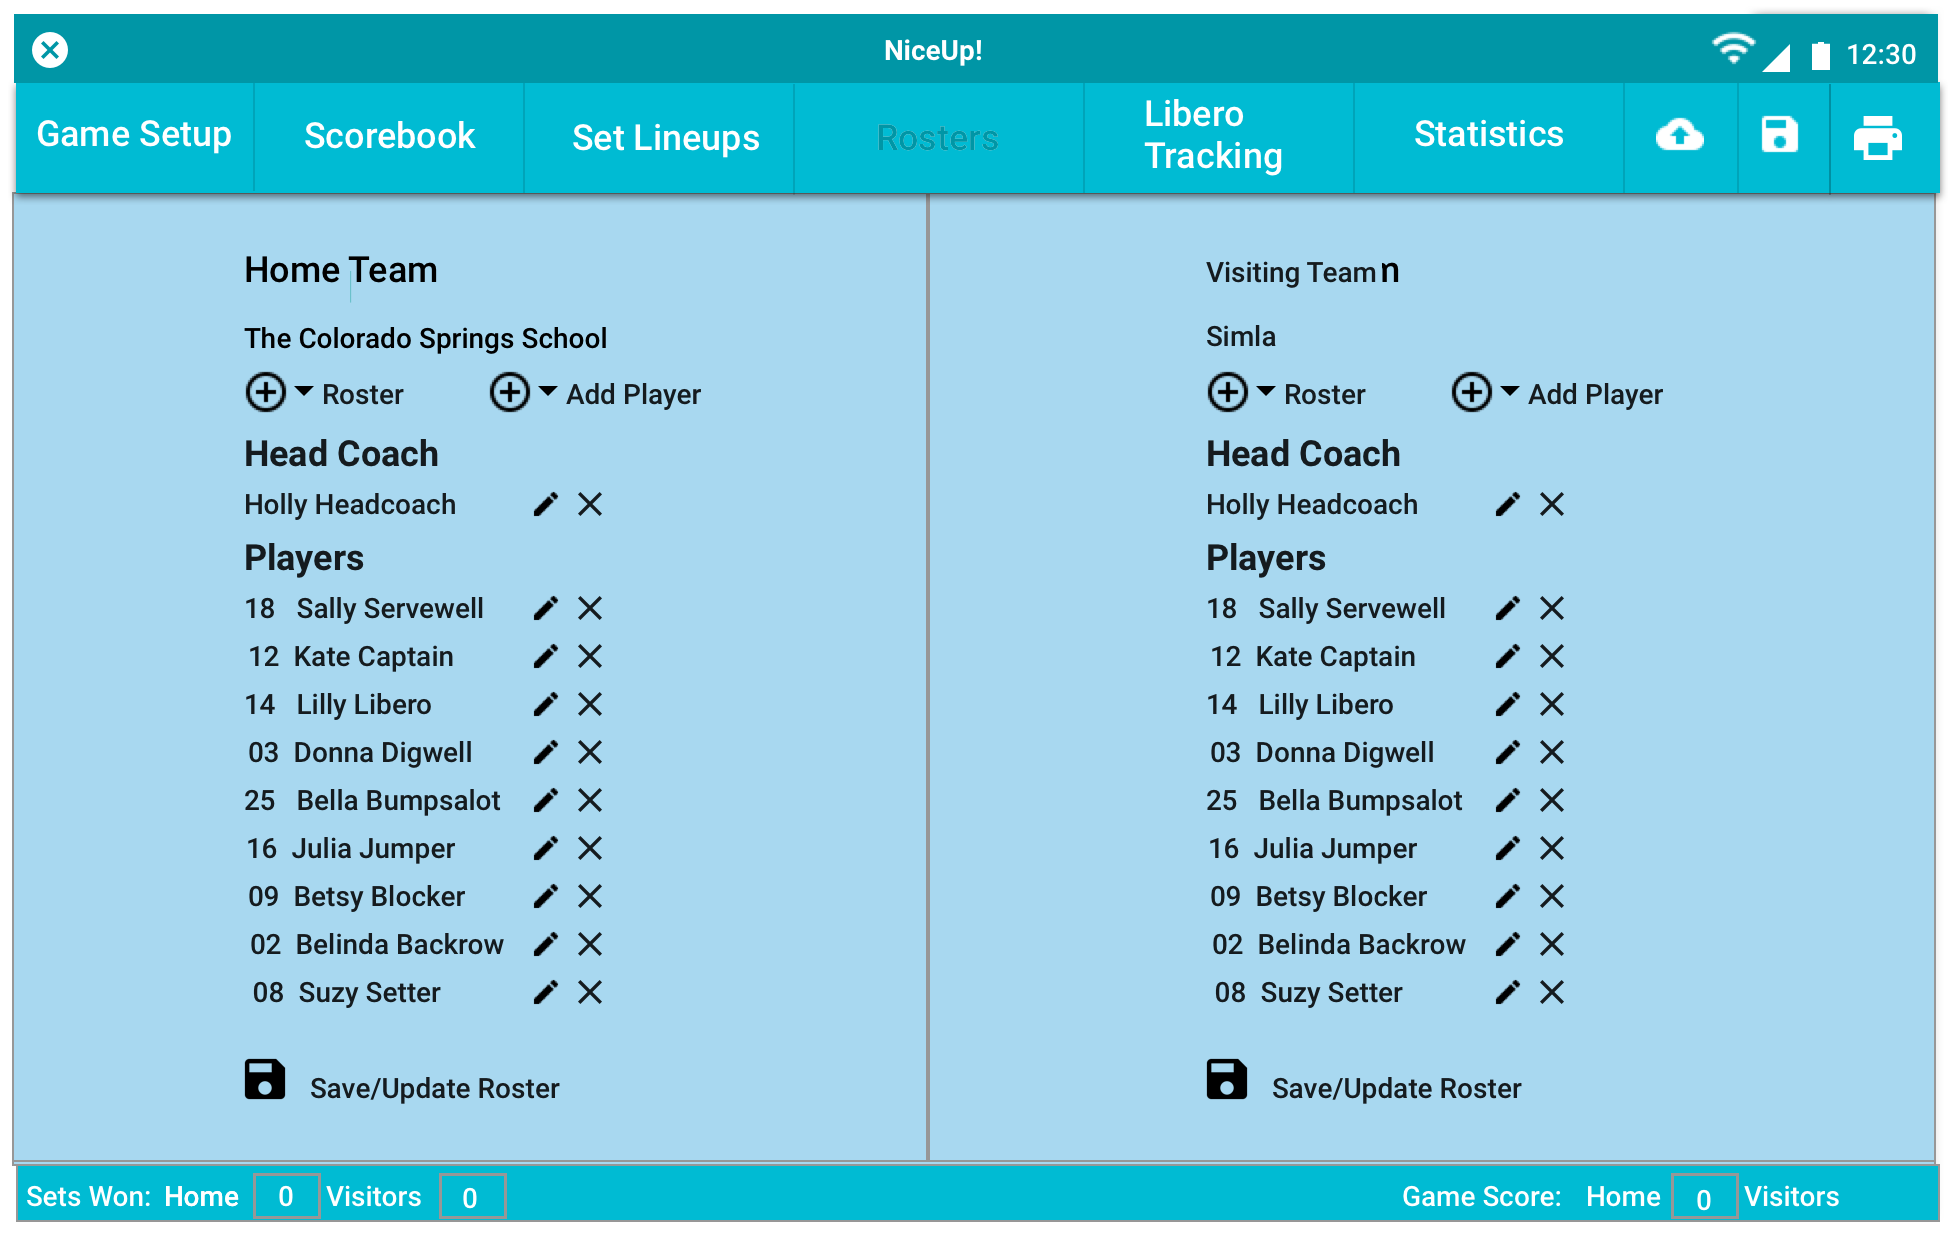 NiceUp!
12:30
Game Setup
Scorebook
Set Lineups
Rosters
Libero
Tracking
Statistics
Home Team
The Colorado Springs School
Roster
Add Player
Head Coach
Holly Headcoach
Players
18 Sally Servewell
12 Kate Captain
14 Lilly Libero
03 Donna Digwell
25 Bella Bumpsalot
16 Julia Jumper
09 Betsy Blocker
02 Belinda Backrow
08 Suzy Setter
Save/Update Roster
Visiting Team n
Simla
Roster
Add Player
Head Coach
Holly Headcoach
Players
18 Sally Servewell
12 Kate Captain
14 Lilly Libero
03 Donna Digwell
25 Bella Bumpsalot
16 Julia Jumper
09 Betsy Blocker
02 Belinda Backrow
08 Suzy Setter
Save/Update Roster
Sets Won: Home 0 Visitors 0
Game Score: Home 0 Visitors